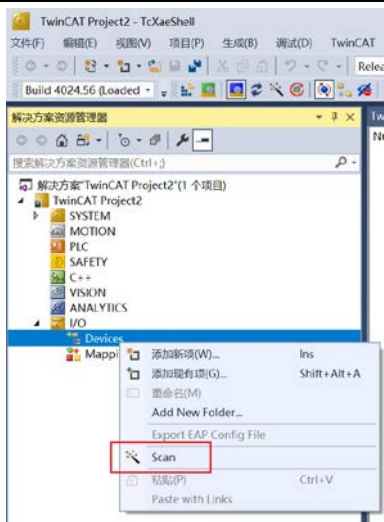 TwinCAT Project2 - TcXaeShell
文件(F) 编辑(E) 视图(V) 项目(P) 生成(B) 调试(D) TwinCAT
Relea
Build 4024.56 (Loaded
解决方案资源管理器
搜索解决方案资源管理器(Ctrl+;)
解决方案"TwinCAT Project2"(1 个项目)
TwinCAT Project2
SYSTEM
MOTION
PLC
SAFETY
C++
VISION
ANALYTICS
I/O
Devices
Mappi
添加新项(W)... Ins
添加现有项(G)... Shift+Alt+A
重命名(M)
Add New Folder...
Export EAP Config File
Scan
粘贴(P) Ctrl+V
Paste with Links